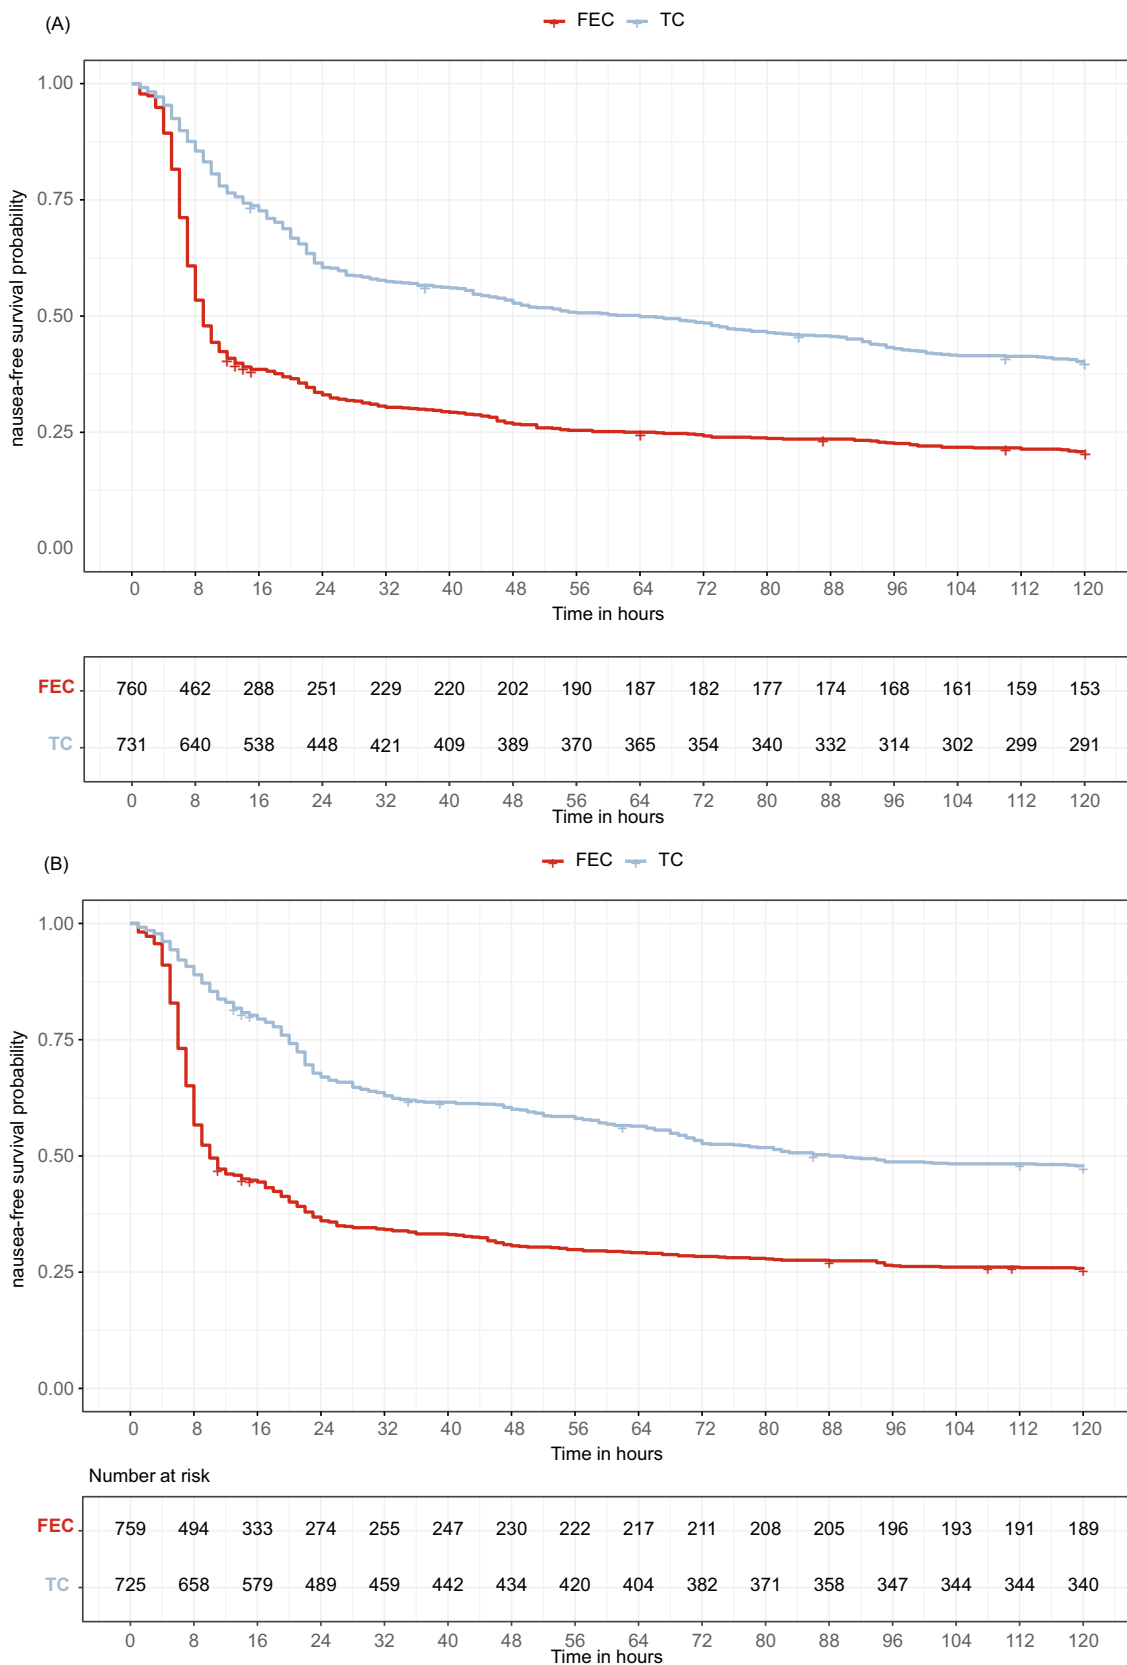 (A)
FEC TC
1.00
0.75
0.50
0.25
0.00
nausea-free survival probability
0 8 16 24 32 40 48 56 64 72 80 88 96 104 112 120
Time in hours
FEC 760 462 288 251 229 220 202 190 187 182 177 174 168 161 159 153
TC 731 640 538 448 421 409 389 370 365 354 340 332 314 302 299 291
0 8 16 24 32 40 48 56 64 72 80 88 96 104 112 120
Time in hours
(B)
FEC TC
1.00
0.75
0.50
0.25
0.00
nausea-free survival probability
0 8 16 24 32 40 48 56 64 72 80 88 96 104 112 120
Time in hours
Number at risk
FEC 759 494 333 274 255 247 230 222 217 211 208 205 196 193 191 189
TC 725 658 579 489 459 442 434 420 404 382 371 358 347 344 344 340
0 8 16 24 32 40 48 56 64 72 80 88 96 104 112 120
Time in hours